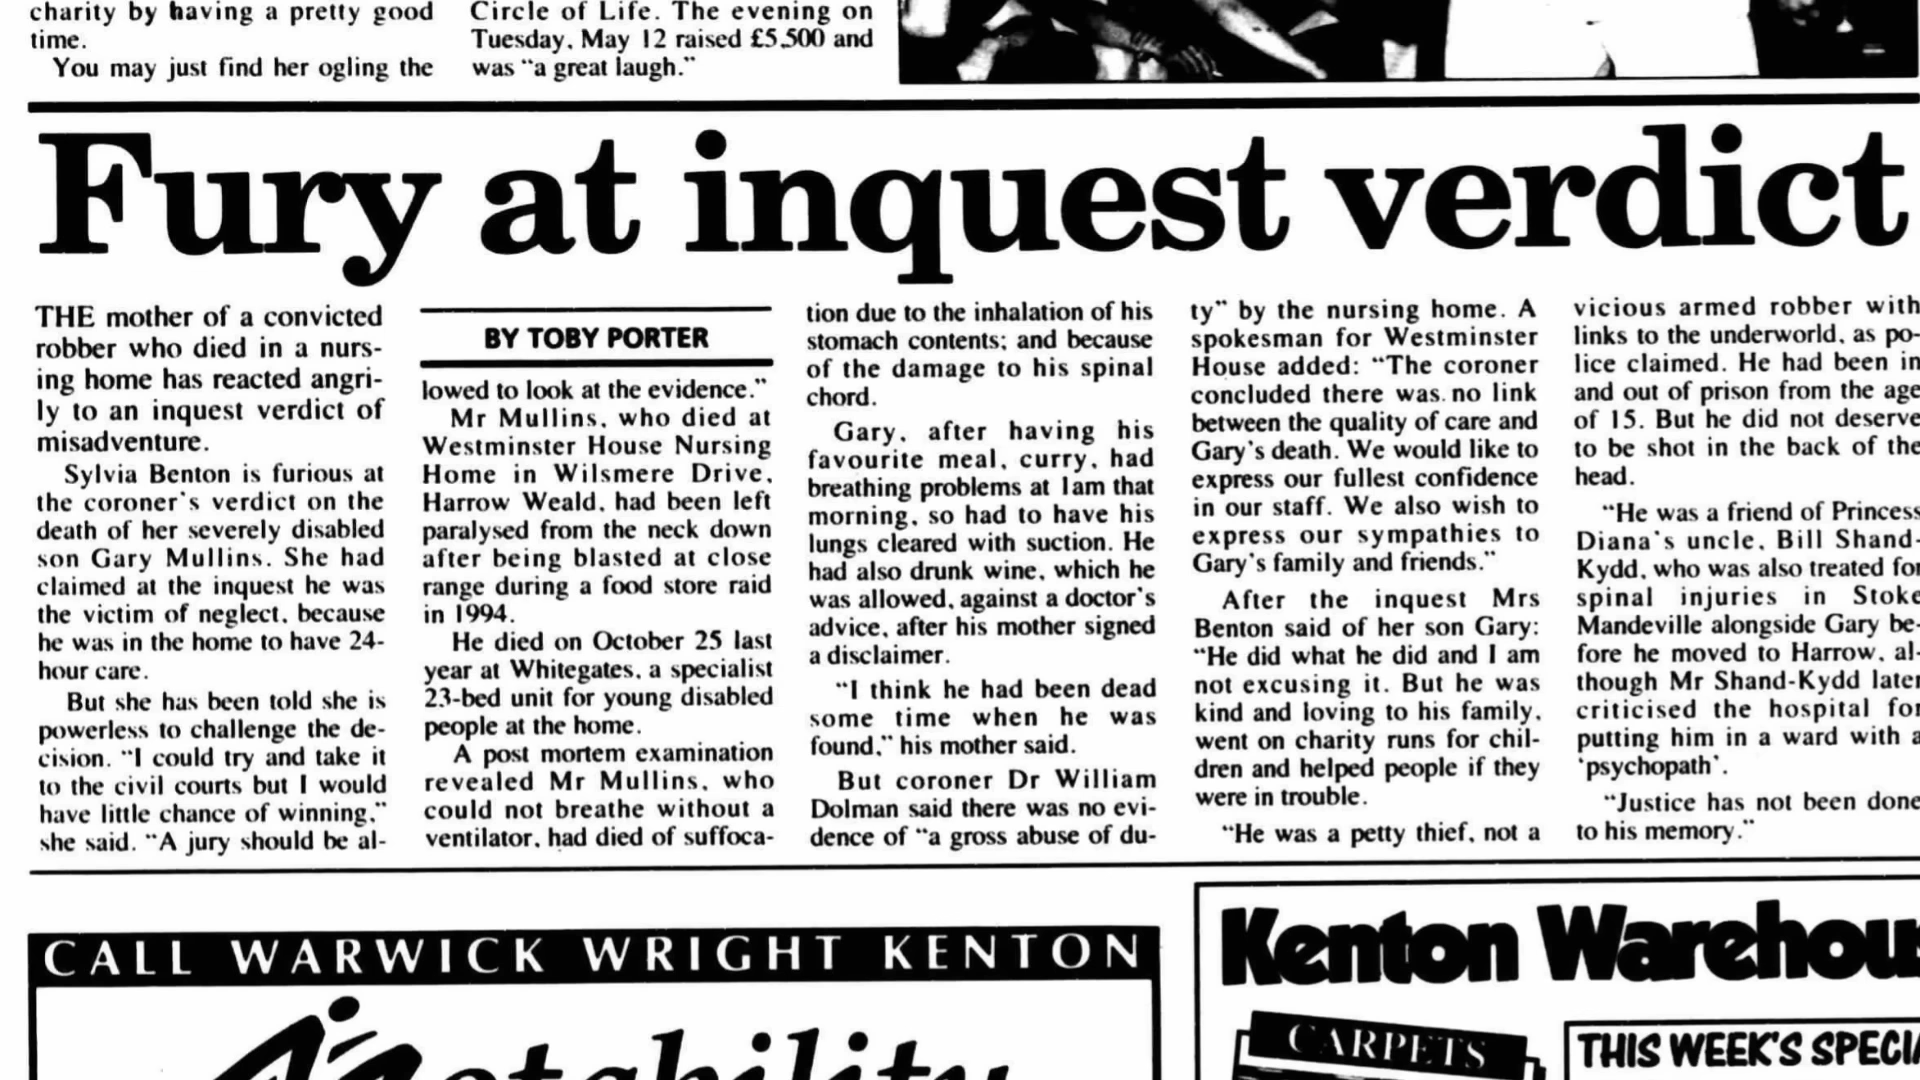 charity by having a pretty good
time.
You may just find her ogling the
Circle of Life. The evening on
Tuesday, May 12 raised £5,500 and
was "a great laugh."
Fury at inquest verdict
THE mother of a convicted
robber who died in a nurs-
ing home has reacted angri-
ly to an inquest verdict of
misadventure.
Sylvia Benton is furious at
the coroner's verdict on the
death of her severely disabled
son Gary Mullins. She had
claimed at the inquest he was
the victim of neglect, because
he was in the home to have 24-
hour care.
But she has been told she is
powerless to challenge the de-
cision. "I could try and take it
to the civil courts but I would
have little chance of winning,"
she said. "A jury should be al-
BY TOBY PORTER
lowed to look at the evidence."
Mr Mullins, who died at
Westminster House Nursing
Home in Wilsmere Drive,
Harrow Weald, had been left
paralysed from the neck down
after being blasted at close
range during a food store raid
in 1994.
He died on October 25 last
year at Whitegates, a specialist
23-bed unit for young disabled
people at the home.
A post mortem examination
revealed Mr Mullins, who
could not breathe without a
ventilator, had died of suffoca-
tion due to the inhalation of his
stomach contents; and because
of the damage to his spinal
chord.
Gary, after having his
favourite meal, curry, had
breathing problems at 1am that
morning, so had to have his
lungs cleared with suction. He
had also drunk wine, which he
was allowed, against a doctor's
advice, after his mother signed
a disclaimer.
"I think he had been dead
some time when he was
found," his mother said.
But coroner Dr William
Dolman said there was no evi-
dence of "a gross abuse of du-
ty" by the nursing home. A
spokesman for Westminster
House added: "The coroner
concluded there was no link
between the quality of care and
Gary's death. We would like to
express our fullest confidence
in our staff. We also wish to
express our sympathies to
Gary's family and friends."
After the inquest Mrs
Benton said of her son Gary:
"He did what he did and I am
not excusing it. But he was
kind and loving to his family,
went on charity runs for chil-
dren and helped people if they
were in trouble.
"He was a petty thief, not a
vicious armed robber with
links to the underworld, as po-
lice claimed. He had been in
and out of prison from the age
of 15. But he did not deserve
to be shot in the back of the
head.
"He was a friend of Princess
Diana's uncle, Bill Shand-
Kydd, who was also treated for
spinal injuries in Stoke
Mandeville alongside Gary be-
fore he moved to Harrow, al-
though Mr Shand-Kydd later
criticised the hospital for
putting him in a ward with a
'psychopath'.
"Justice has not been done
to his memory."
CALL WARWICK WRIGHT KENTON
Motability
Kenton Warehou
CARPETS
THIS WEEK'S SPECIA